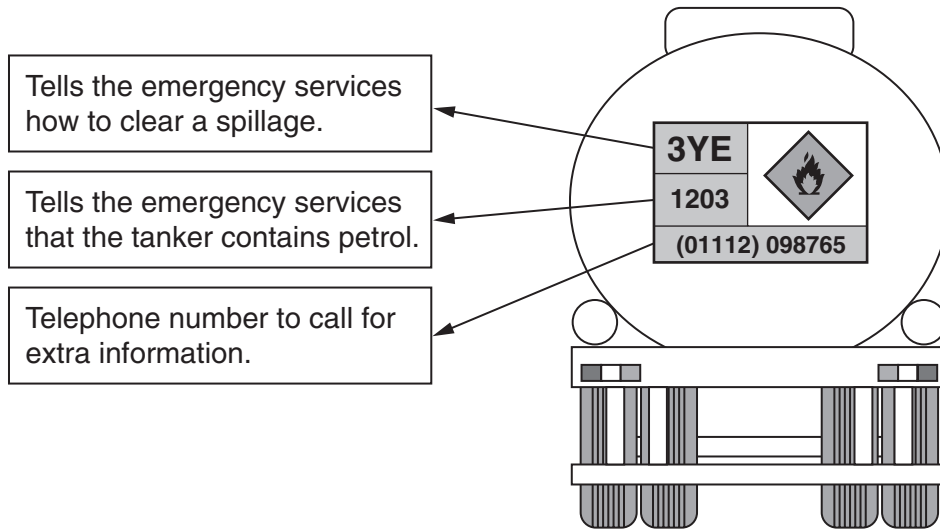 Tells the emergency services
how to clear a spillage.
Tells the emergency services
that the tanker contains petrol.
Telephone number to call for
extra information.
3YE
1203
(01112) 098765